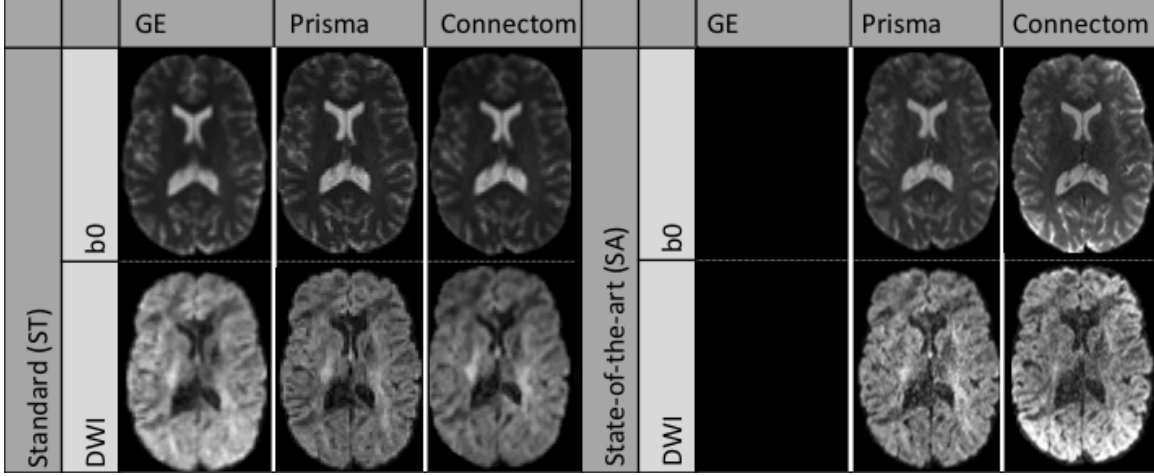 GE Prisma Connectom GE Prisma Connectom
Standard (ST)
b0
DWI
State-of-the-art (SA)
b0
DWI